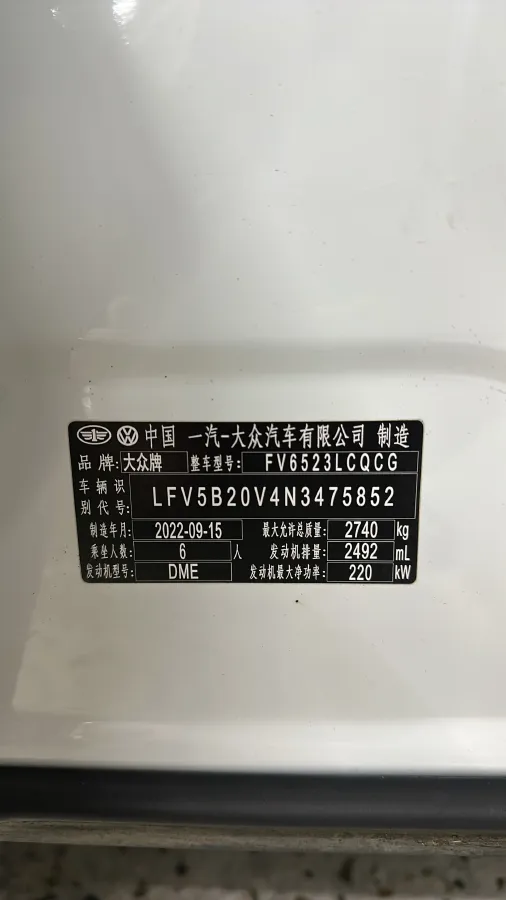 中国 一汽-大众汽车有限公司 制造
品牌: 大众牌 整车型号: FV6523LCQCG
车辆识别代号: LFV5B20V4N3475852
制造年月: 2022-09-15 最大允许总质量: 2740 kg
乘坐人数: 6 人 发动机排量: 2492 mL
发动机型号: DME 发动机最大净功率: 220 kW